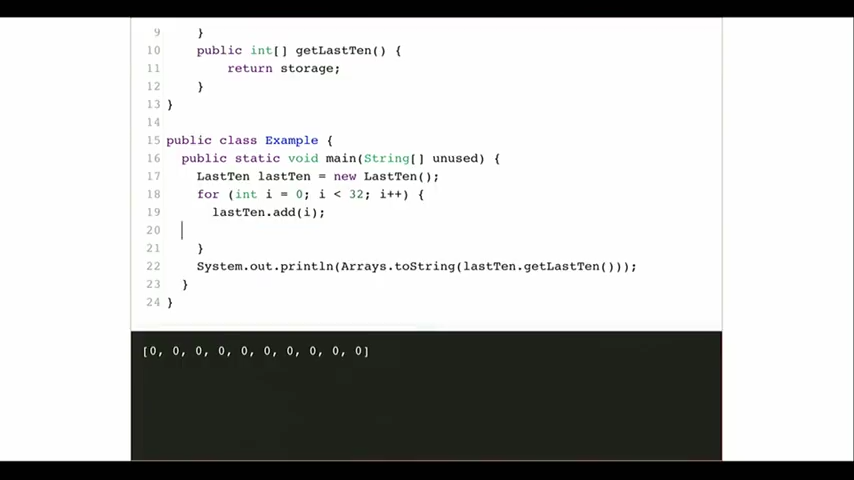 9 }
10 public int[] getLastTen() {
11 return storage;
12 }
13 }
14
15 public class Example {
16 public static void main(String[] unused) {
17 LastTen lastTen = new LastTen();
18 for (int i = 0; i < 32; i++) {
19 lastTen.add(i);
20
21 }
22 System.out.println(Arrays.toString(lastTen.getLastTen()));
23 }
24 }
[0, 0, 0, 0, 0, 0, 0, 0, 0, 0]